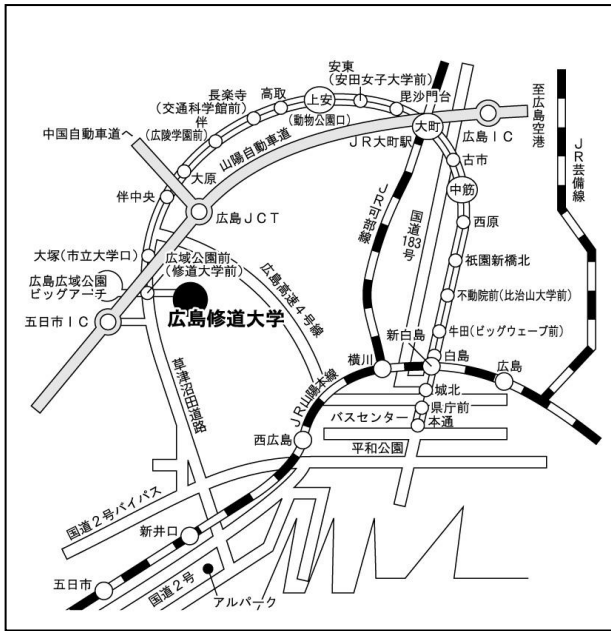 安東
(安田女子大学前)
毘沙門台
上安
(動物公園口)
高取
長楽寺
(交通科学館前)
伴
(広陵学園前)
中国自動車道へ
山陽自動車道
JR大町駅
大町
広島IC
至広島空港
JR芸備線
古市
中筋
大原
伴中央
広島JCT
JR可部線
国道183号
西原
大塚(市立大学口)
広域公園前
(修道大学前)
広島高速4号線
祇園新橋北
広島広域公園
ビッグアーチ
広島修道大学
不動院前(比治山大学前)
五日市IC
新白島
牛田(ビッグウェーブ前)
草津沼田道路
横川
白島
広島
JR山陽本線
城北
県庁前
バスセンター
本通
西広島
平和公園
国道2号バイパス
新井口
五日市
国道2号
アルパーク